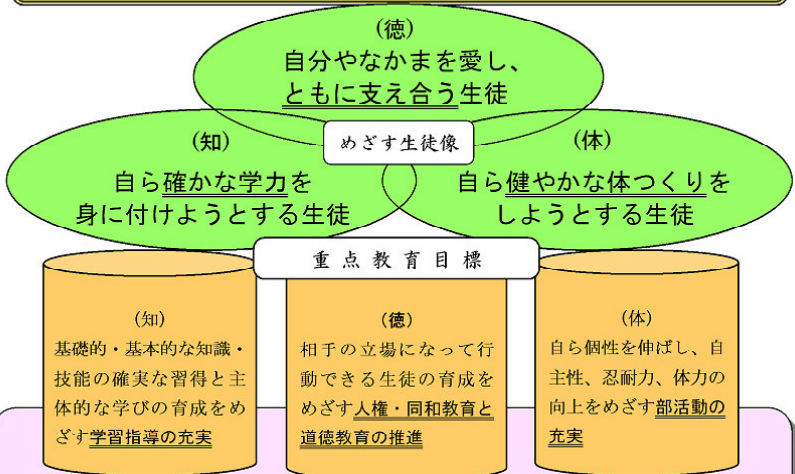 (徳)
自分やなかまを愛し、
ともに支え合う生徒
めざす生徒像
(知)
自ら確かな学力を
身に付けようとする生徒
(体)
自ら健やかな体つくりを
しようとする生徒
重点教育目標
(知)
基礎的・基本的な知識・
技能の確実な習得と主
体的な学びの育成をめ
ざす学習指導の充実
(徳)
相手の立場になって行
動できる生徒の育成を
めざす人権・同和教育と
道徳教育の推進
(体)
自ら個性を伸ばし、自
主性、忍耐力、体力の
向上をめざす部活動の
充実